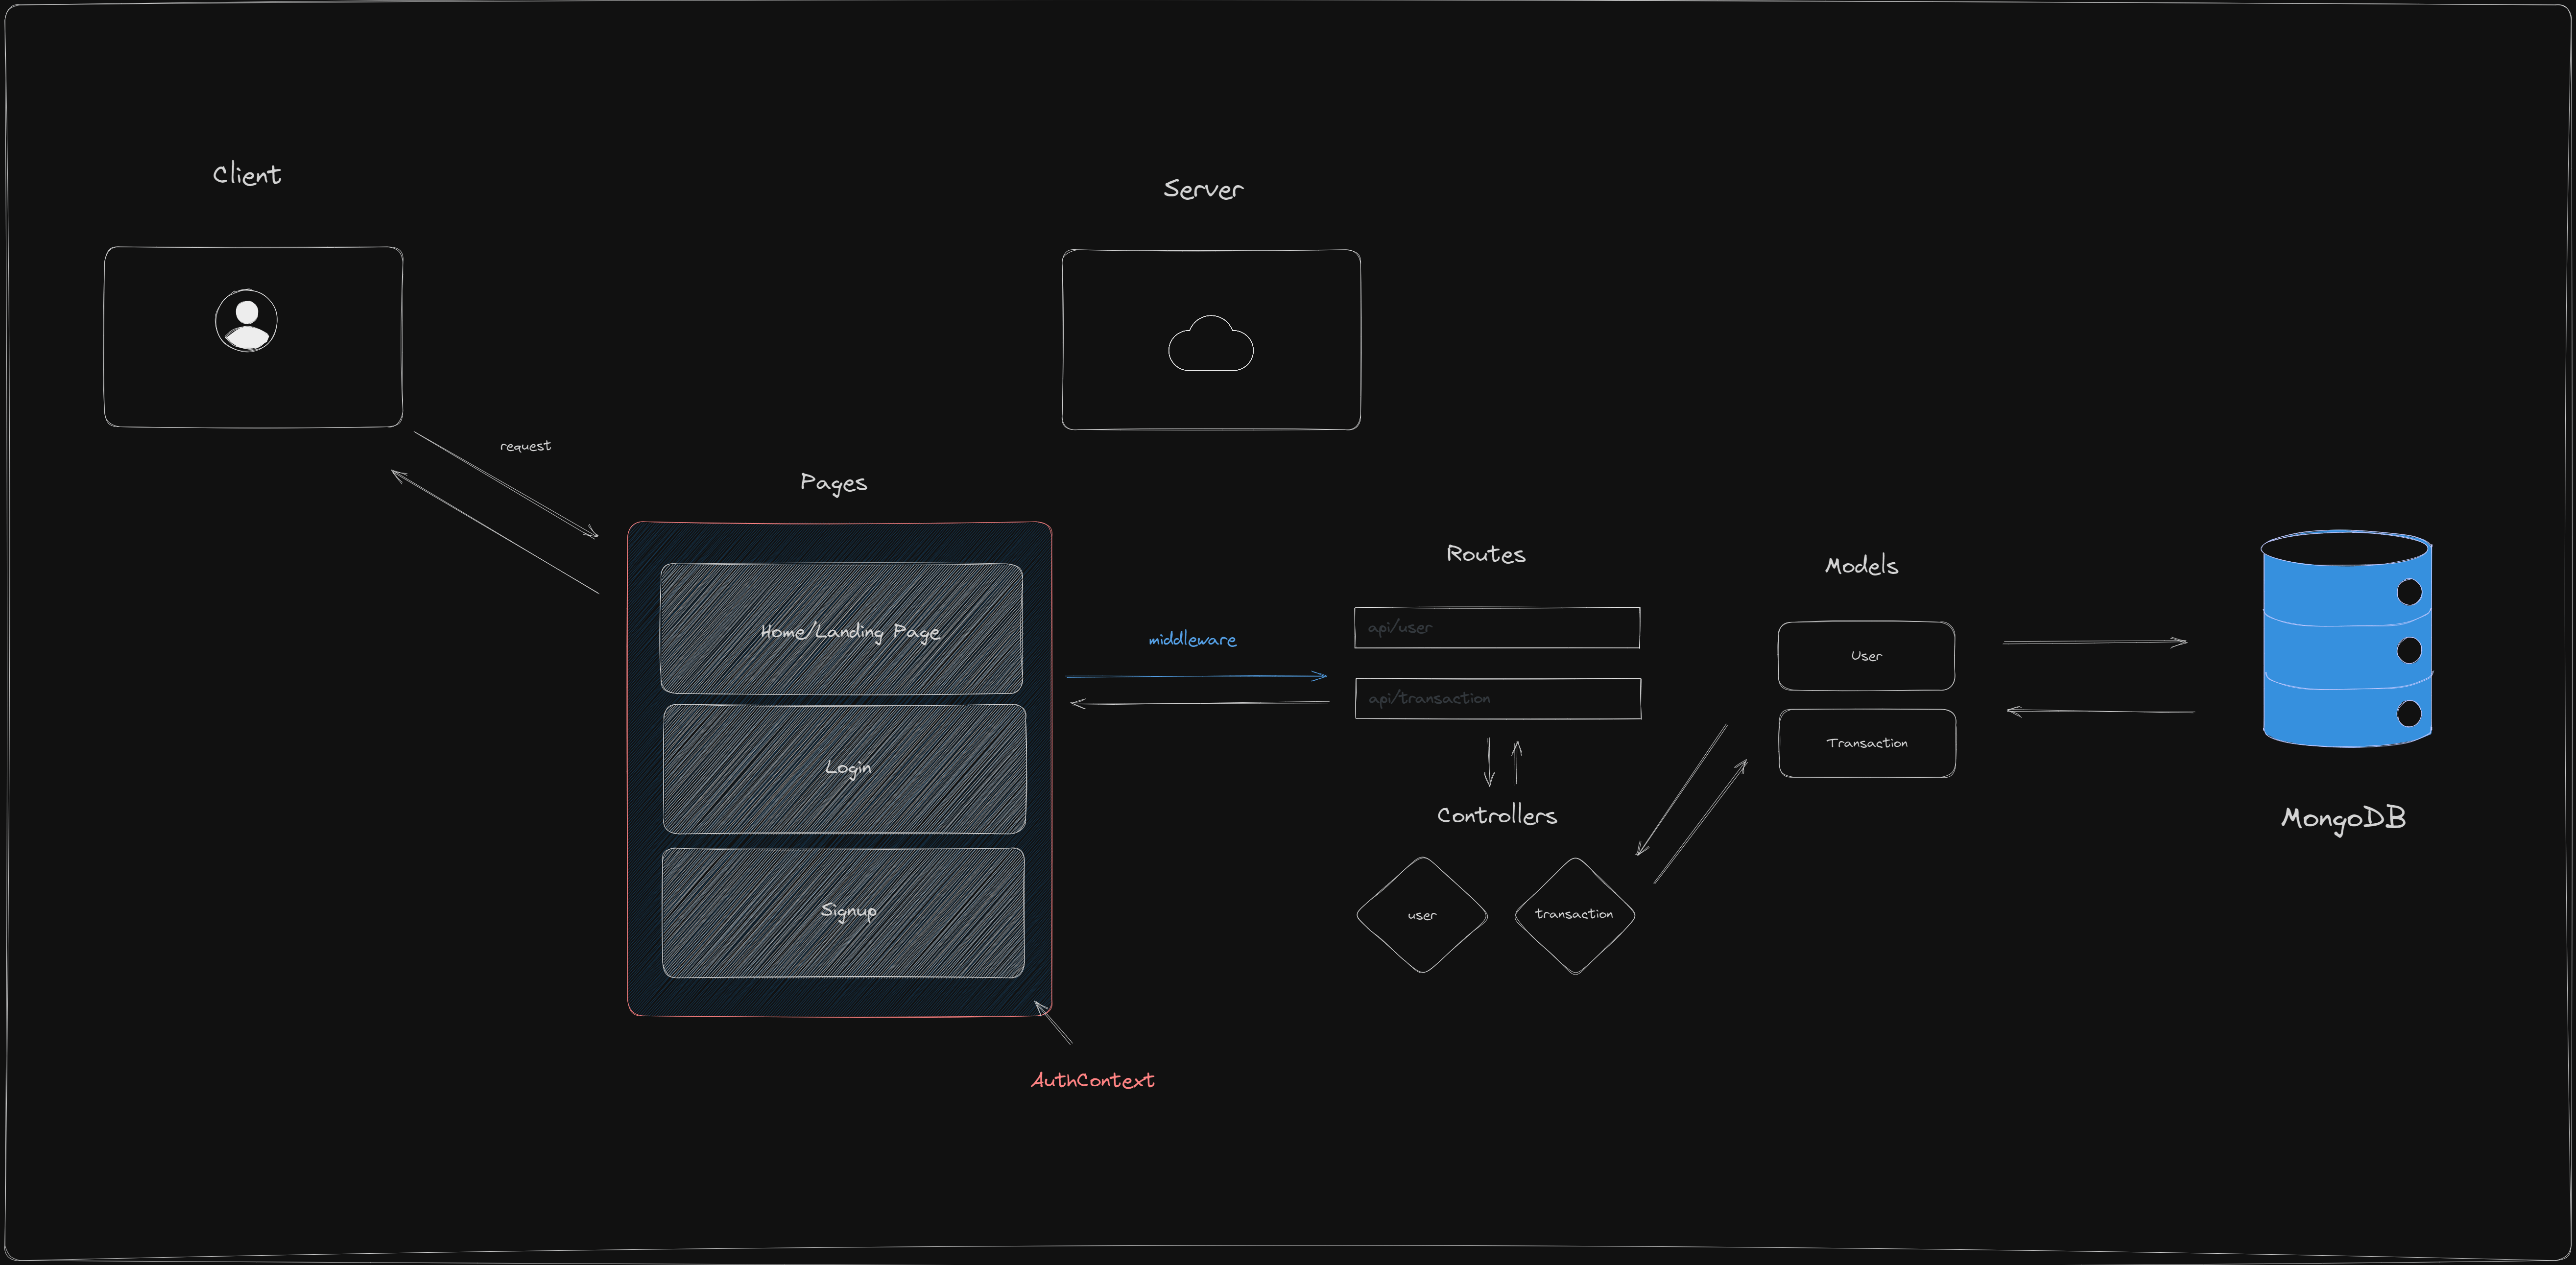 Client
Server
request
Pages
Home/Landing Page
Login
Signup
AuthContext
middleware
Routes
api/user
api/transaction
Controllers
user
transaction
Models
User
Transaction
MongoDB